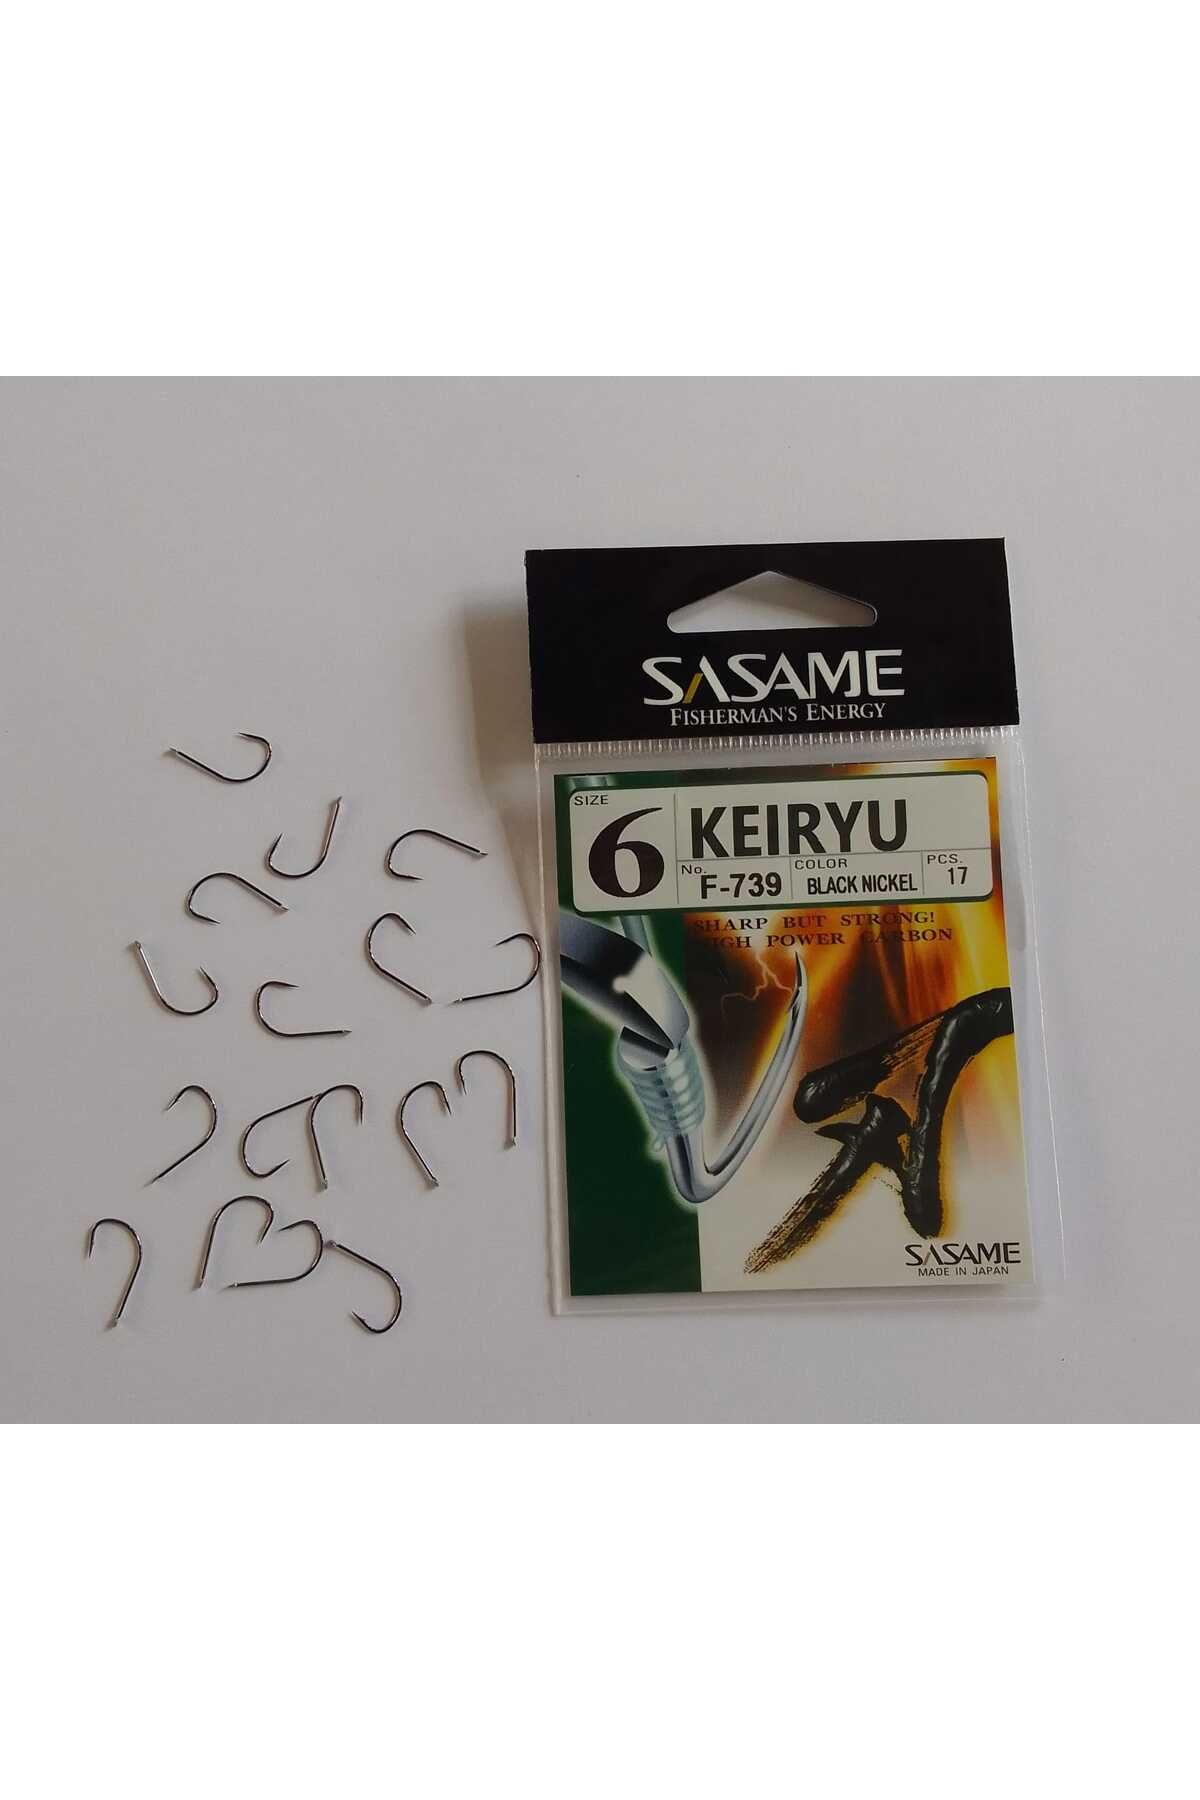 SASAME
FISHERMAN'S ENERGY
SIZE
6
KEIRYU
No. F-739
COLOR BLACK NICKEL
PCS. 17
SHARP BUT STRONG!
HIGH POWER CARBON
SASAME
MADE IN JAPAN